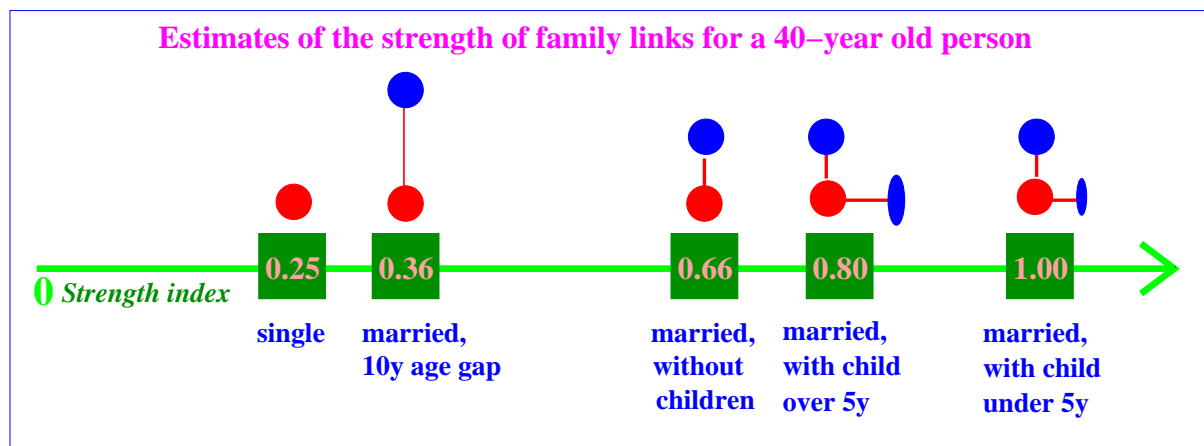 Estimates of the strength of family links for a 40−year old person
0.25
0.36
0.66
0.80
1.00
0 Strength index
single
married,
10y age gap
married,
without
children
married,
with child
over 5y
married,
with child
under 5y